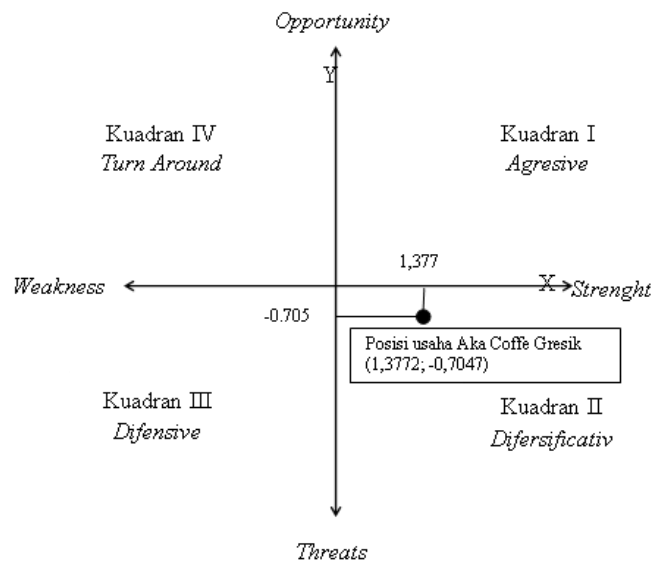 Opportunity
Y
Kuadran IV
Turn Around
Kuadran I
Agresive
1,377
Weakness
X
Strenght
-0.705
Posisi usaha Aka Coffe Gresik
(1,3772; -0,7047)
Kuadran III
Difensive
Kuadran II
Difersificativ
Threats